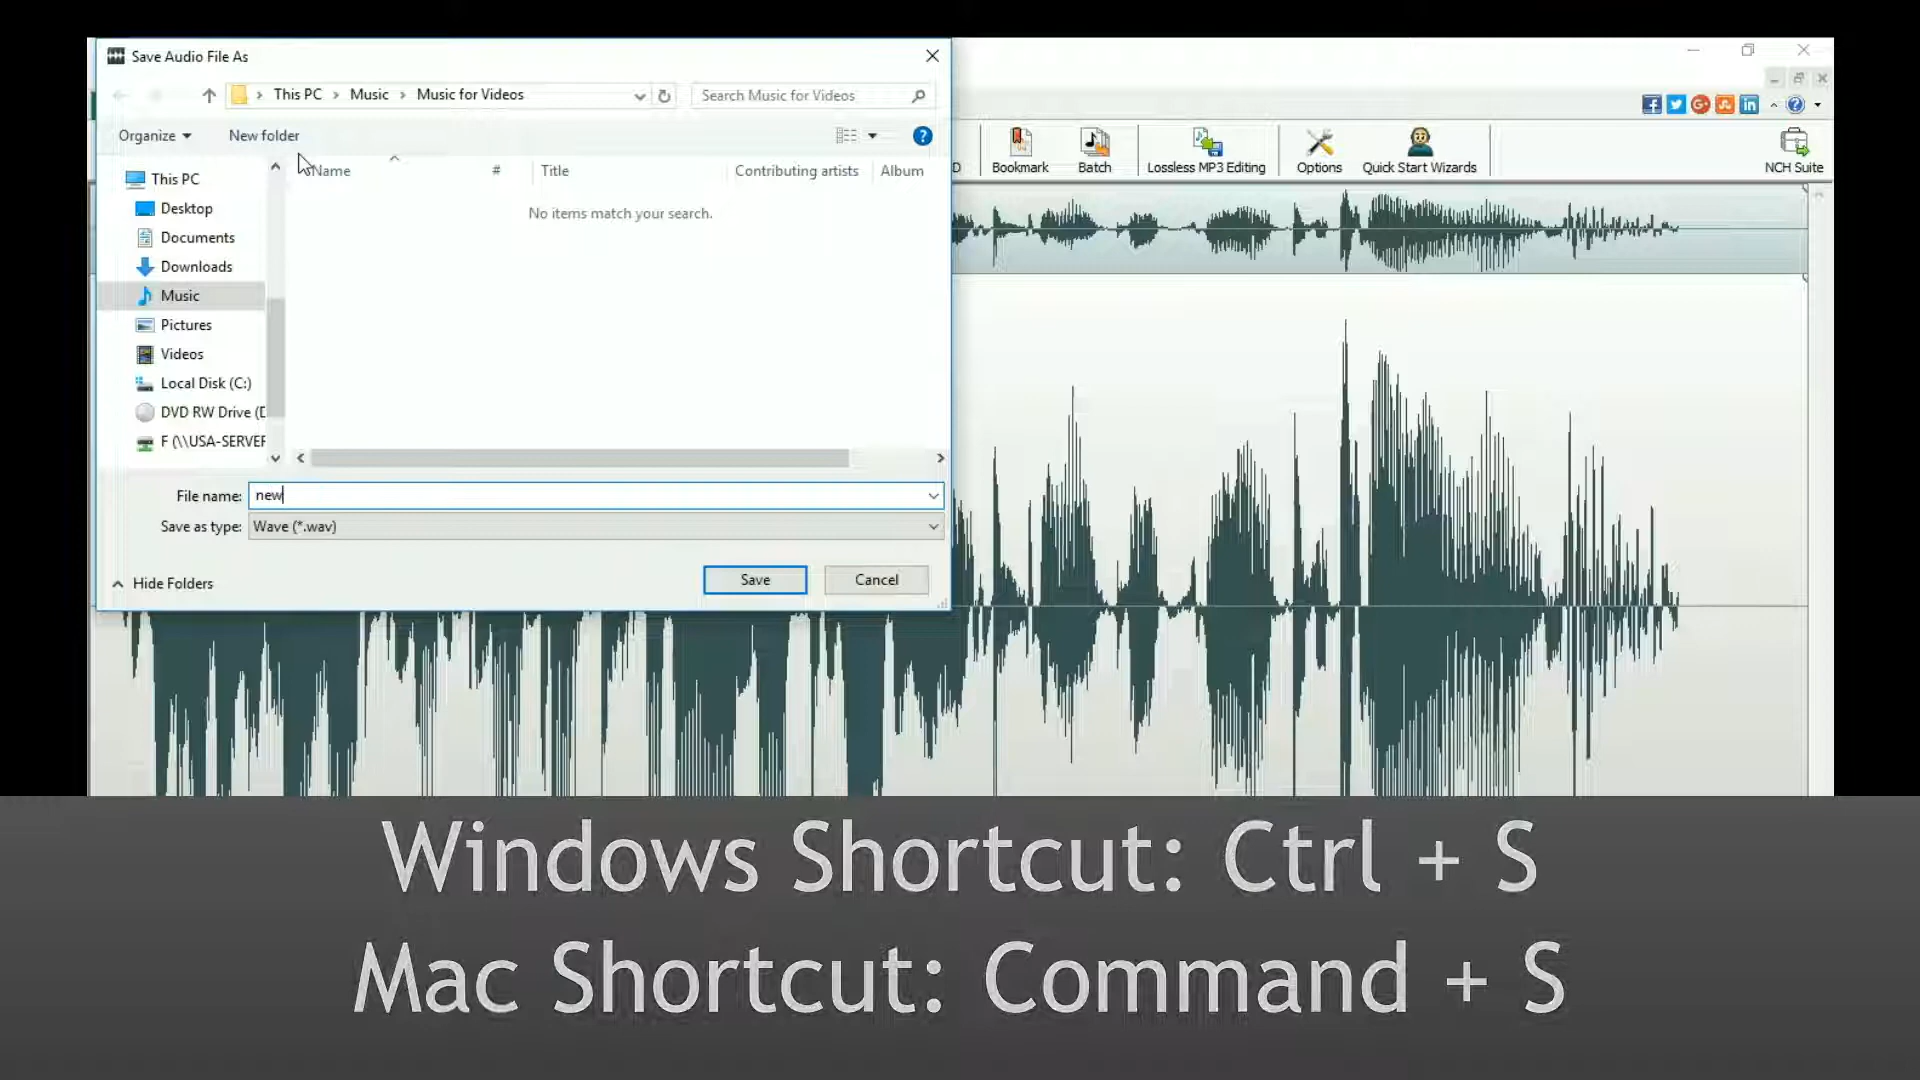 Save Audio File As
This PC > Music > Music for Videos
Search Music for Videos
Organize
New folder
Name
#
Title
Contributing artists
Album
No items match your search.
This PC
Desktop
Documents
Downloads
Music
Pictures
Videos
Local Disk (C:)
DVD RW Drive (D
F (\\USA-SERVER
File name: new
Save as type: Wave (*.wav)
Hide Folders
Save
Cancel
Bookmark
Batch
Lossless MP3 Editing
Options
Quick Start Wizards
NCH Suite
Windows Shortcut: Ctrl + S
Mac Shortcut: Command + S